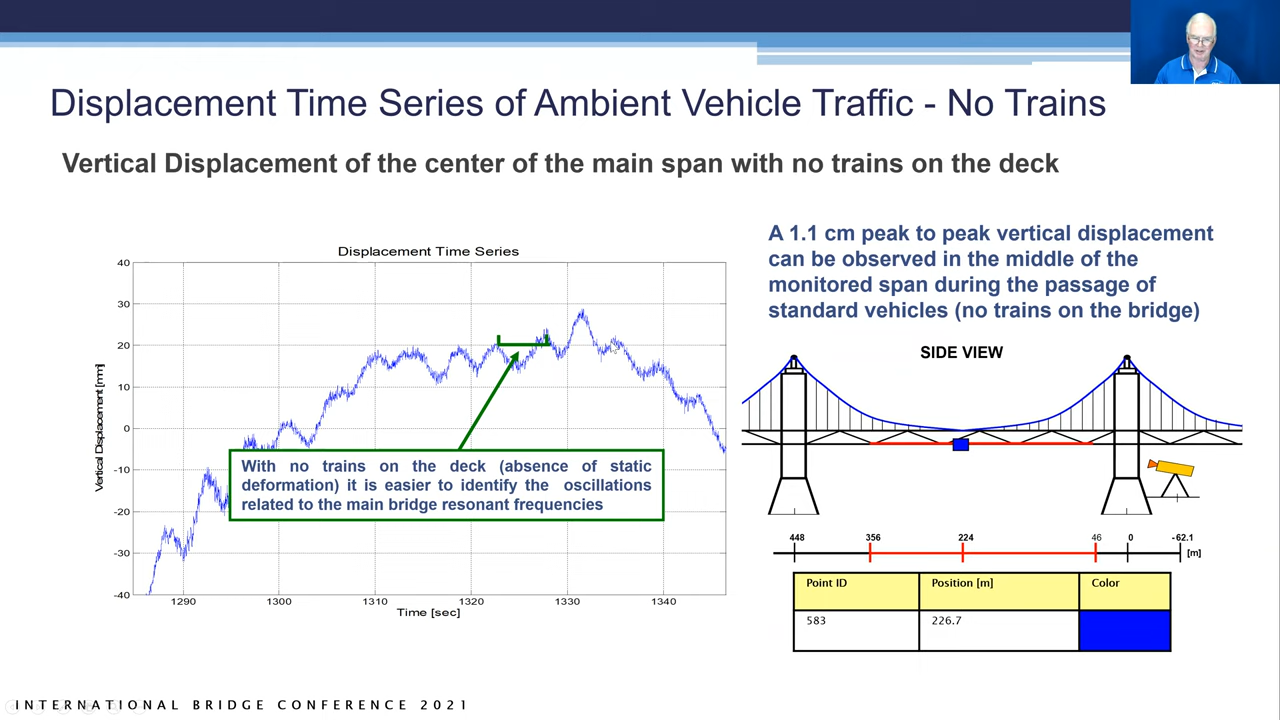 Displacement Time Series of Ambient Vehicle Traffic - No Trains
Vertical Displacement of the center of the main span with no trains on the deck
Displacement Time Series
40
30
20
10
0
-10
-20
-30
-40
Vertical Displacement [mm]
1290
1300
1310
1320
1330
1340
Time [sec]
With no trains on the deck (absence of static
deformation) it is easier to identify the oscillations
related to the main bridge resonant frequencies
A 1.1 cm peak to peak vertical displacement
can be observed in the middle of the
monitored span during the passage of
standard vehicles (no trains on the bridge)
SIDE VIEW
448 356 224 46 0 -62.1
[m]
Point ID Position [m] Color
583 226.7
INTERNATIONAL BRIDGE CONFERENCE 2021